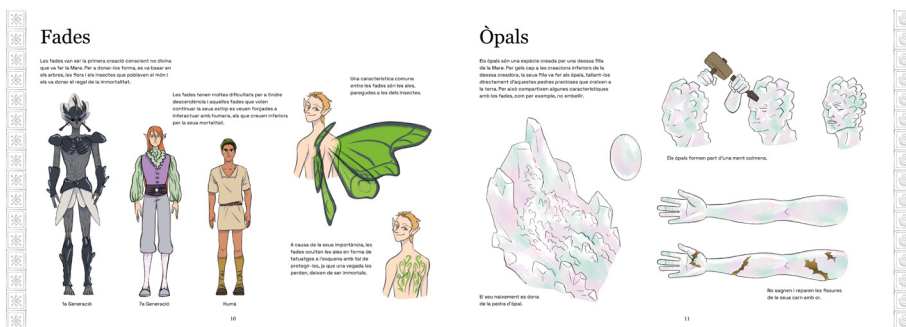 Fades
Les fades van ser la primera creació conscient no divina
que va fer la Mare. Per a donar-los forma, es va basar en
els arbres, les flors i els insectes que poblaven el món i
els va donar el regal de la immortalitat.
Les fades tenen moltes dificultats per a tindre
descendència i aquelles fades que volen
continuar la seua estirp es veuen forçades a
interactuar amb humans, als que creuen inferiors
per la seua mortalitat.
Una característica comuna
entre les fades són les ales,
paregudes a les dels insectes.
A causa de la seua importància, les
fades oculten les ales en forma de
tatuatges a l'esquena amb tal de
protegir-les, ja que una vegada les
perden, deixen de ser immortals.
1a Generació
7a Generació
Humà
10
Òpals
Els òpals són una espècie creada per una deessa filla
de la Mare. Per gels cap a les creacions inferiors de la
deessa creadora, la seua filla va fer als òpals, tallant-los
directament d'aquestes pedres precioses que creixen a
la terra. Per això comparteixen algunes característiques
amb les fades, com per exemple, no embellir.
Els òpals formen part d'una ment colmena.
El seu naixement es dona
de la pedra d'òpal.
No sagnen i reparen les fissures
de la seua carn amb or.
11